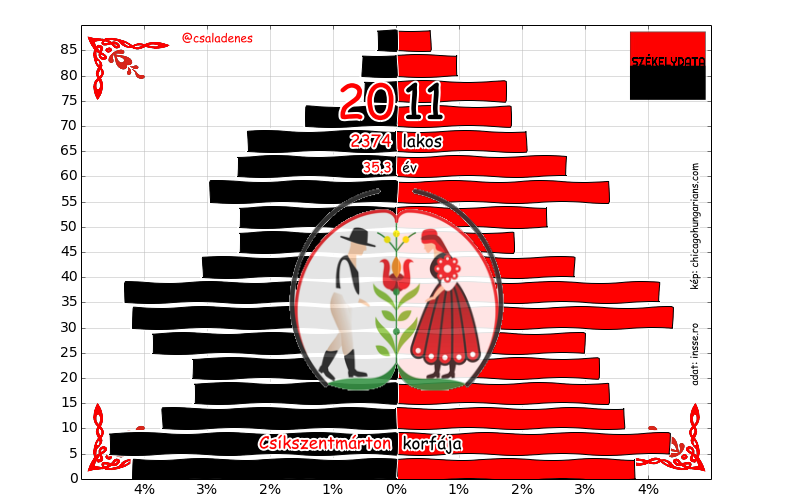 @csaladenes
SZÉKELYDATA
2011
2374 lakos
35.3 év
Csíkszentmárton korfája
kép: chicagohungarians.com
adat: insse.ro
85
80
75
70
65
60
55
50
45
40
35
30
25
20
15
10
5
0
4% 3% 2% 1% 0% 1% 2% 3% 4%